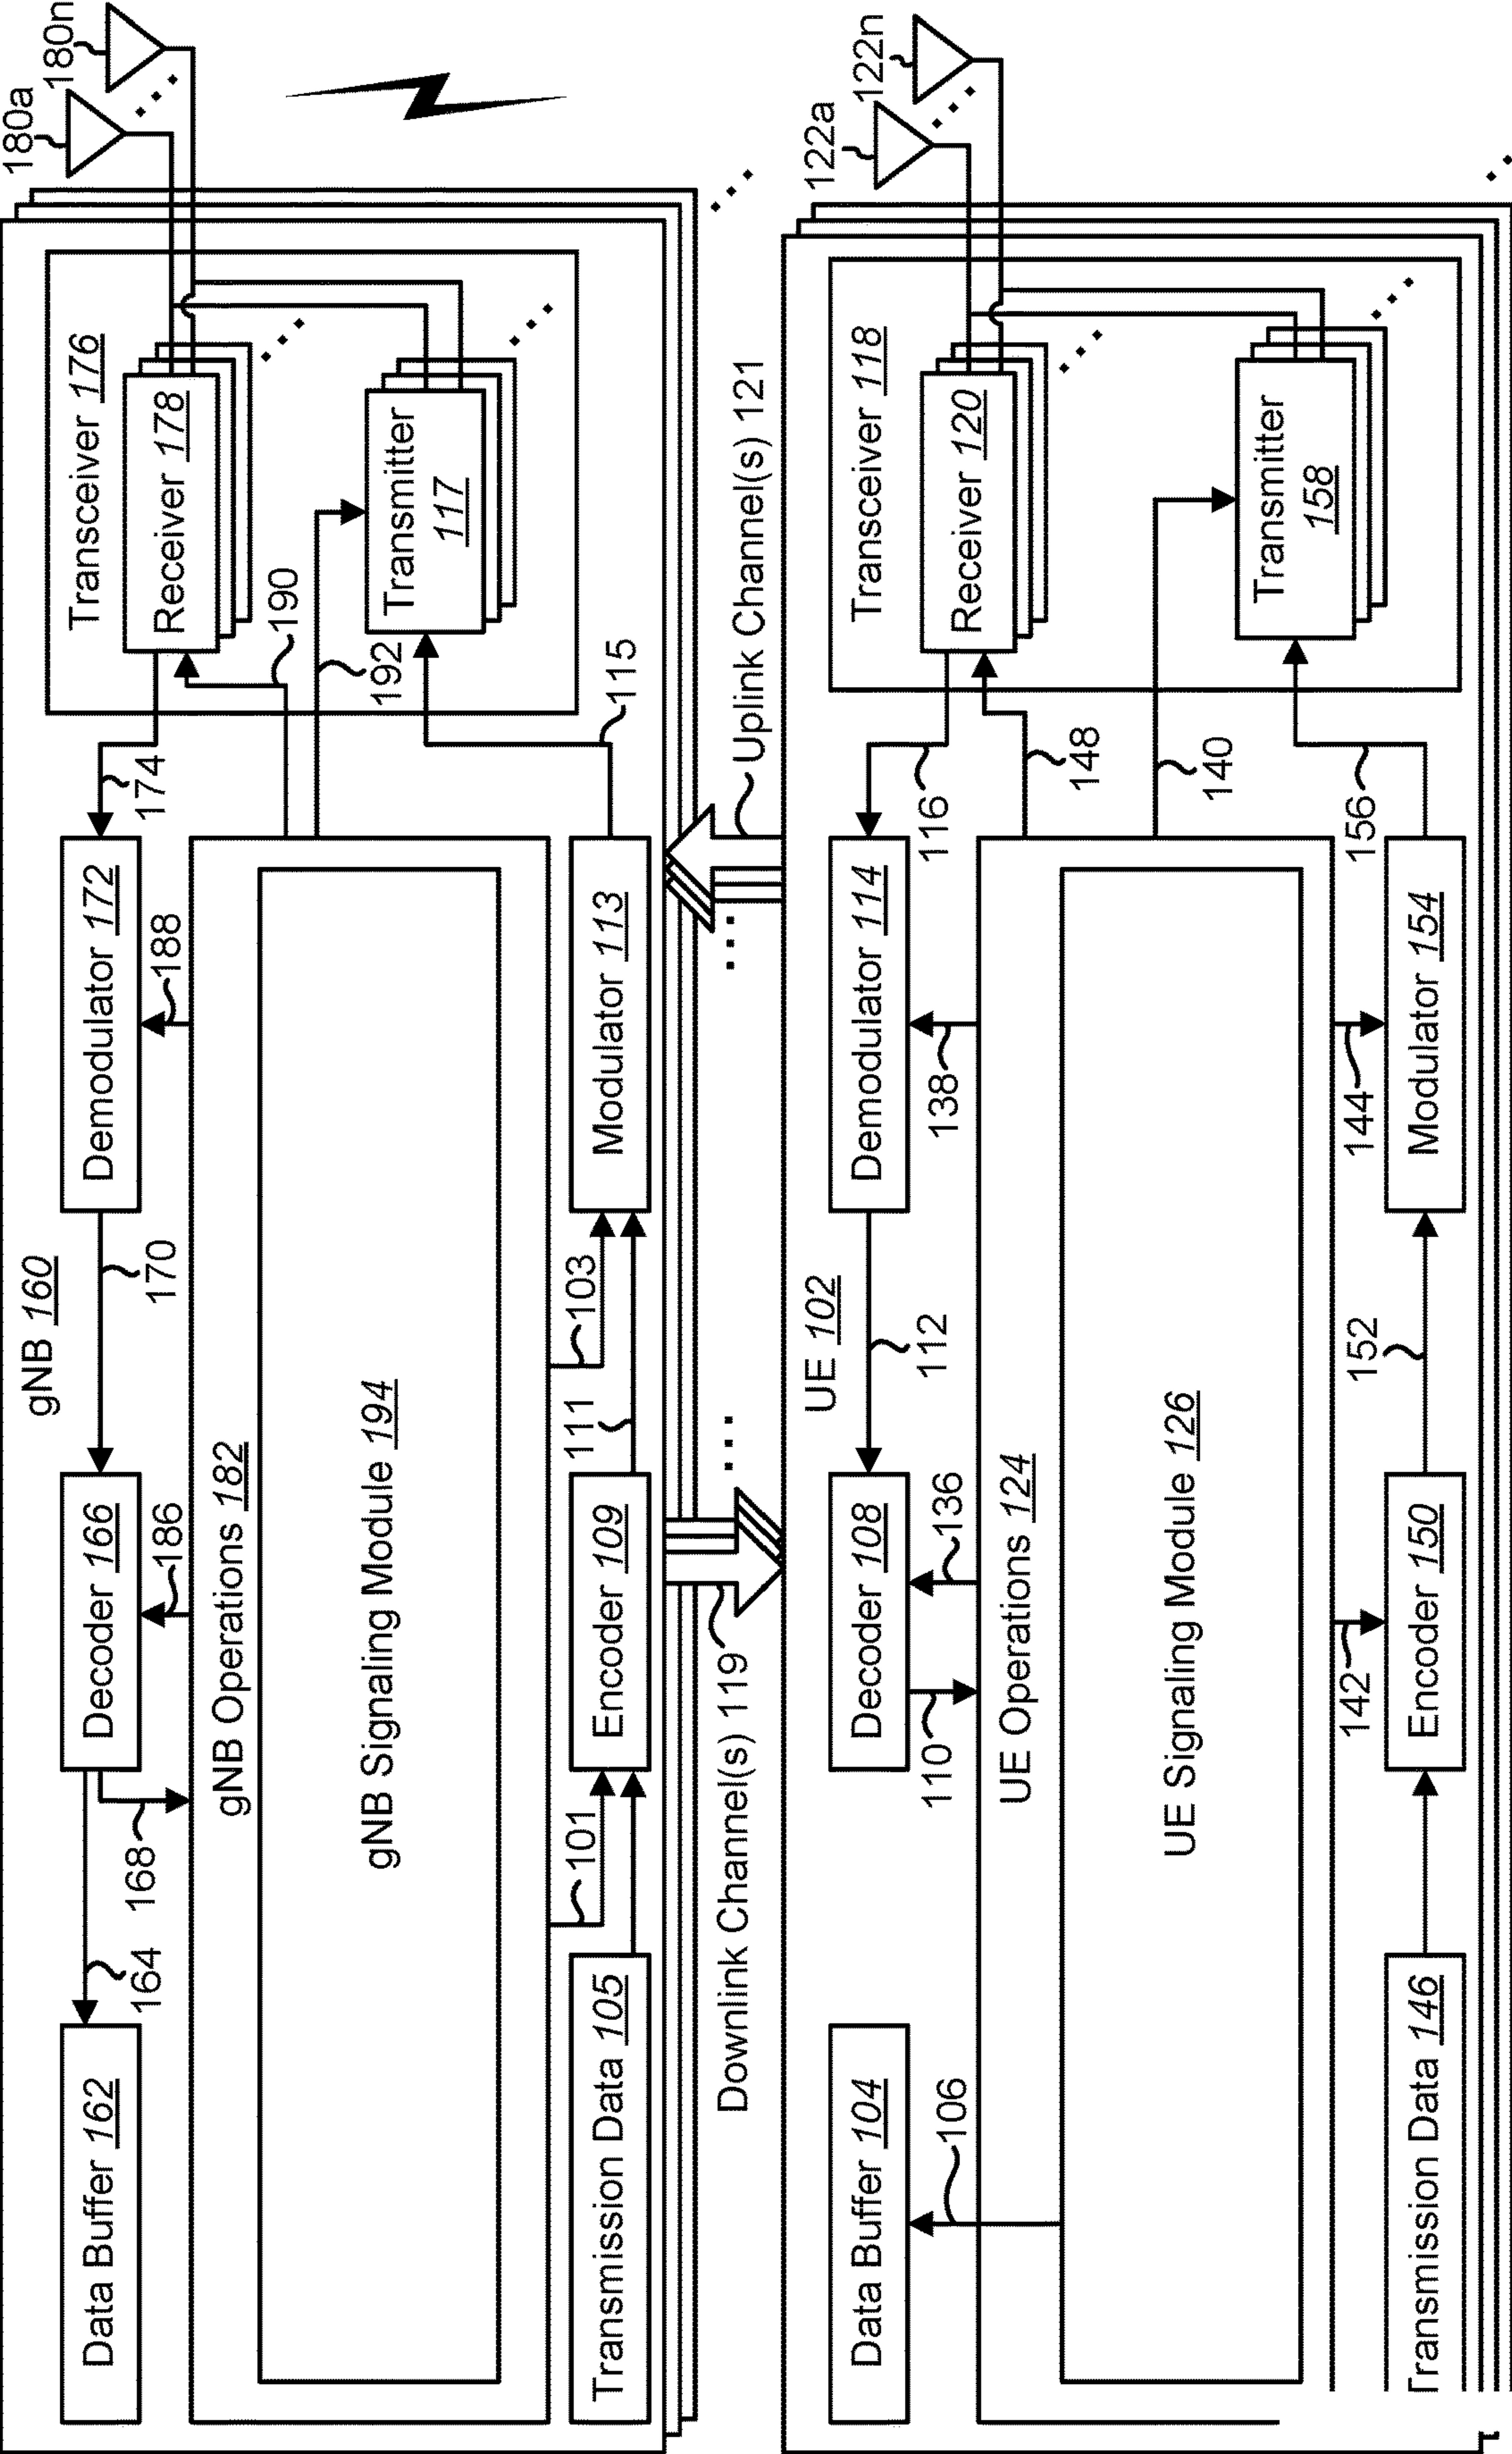 gNB 160
180a
180n
Data Buffer 162
164
Decoder 166
168
170
Demodulator 172
174
Transceiver 176
Receiver 178
186
188
190
gNB Operations 182
gNB Signaling Module 194
192
Transmitter
117
101
103
Transmission Data 105
Encoder 109
111
Modulator 113
115
Downlink Channel(s) 119
Uplink Channel(s) 121
UE 102
122a
122n
Data Buffer 104
106
Decoder 108
110
112
Demodulator 114
116
Transceiver 118
Receiver 120
136
138
148
UE Operations 124
UE Signaling Module 126
140
Transmitter
158
142
144
Transmission Data 146
Encoder 150
152
Modulator 154
156